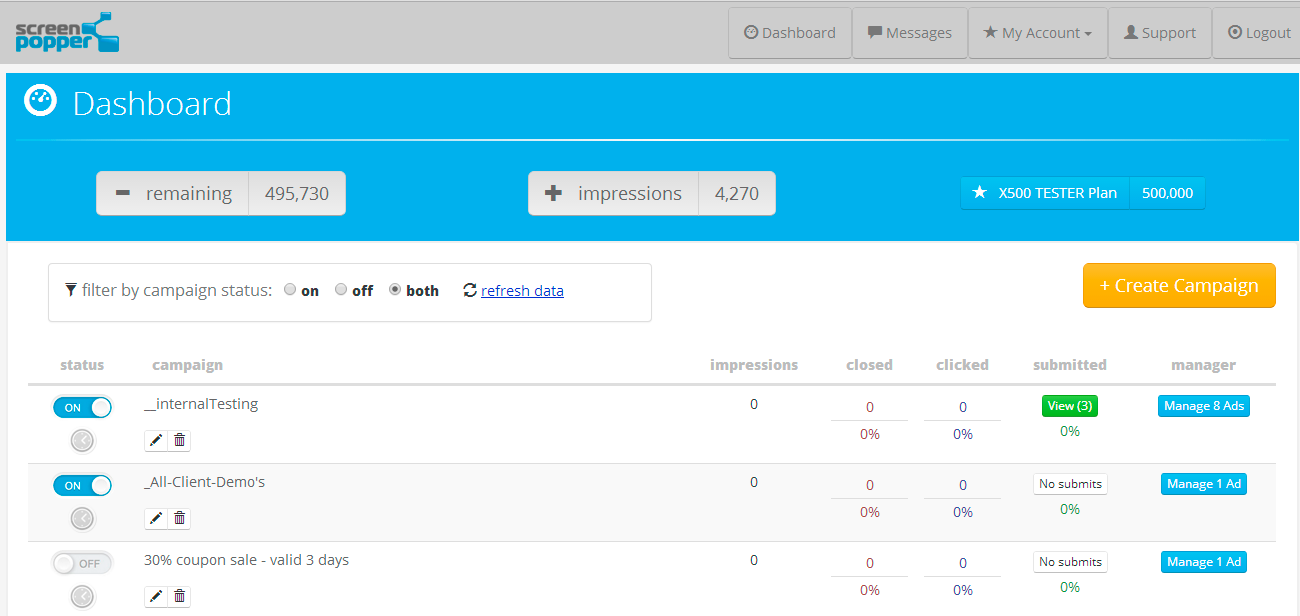 screen
popper
Dashboard Messages My Account Support Logout
Dashboard
remaining 495,730 impressions 4,270 X500 TESTER Plan 500,000
filter by campaign status: on off both refresh data
+ Create Campaign
status campaign impressions closed clicked submitted manager
ON __internalTesting 0 0 0 View (3) Manage 8 Ads
0% 0% 0%
ON _All-Client-Demo's 0 0 0 No submits Manage 1 Ad
0% 0% 0%
OFF 30% coupon sale - valid 3 days 0 0 0 No submits Manage 1 Ad
0% 0% 0%